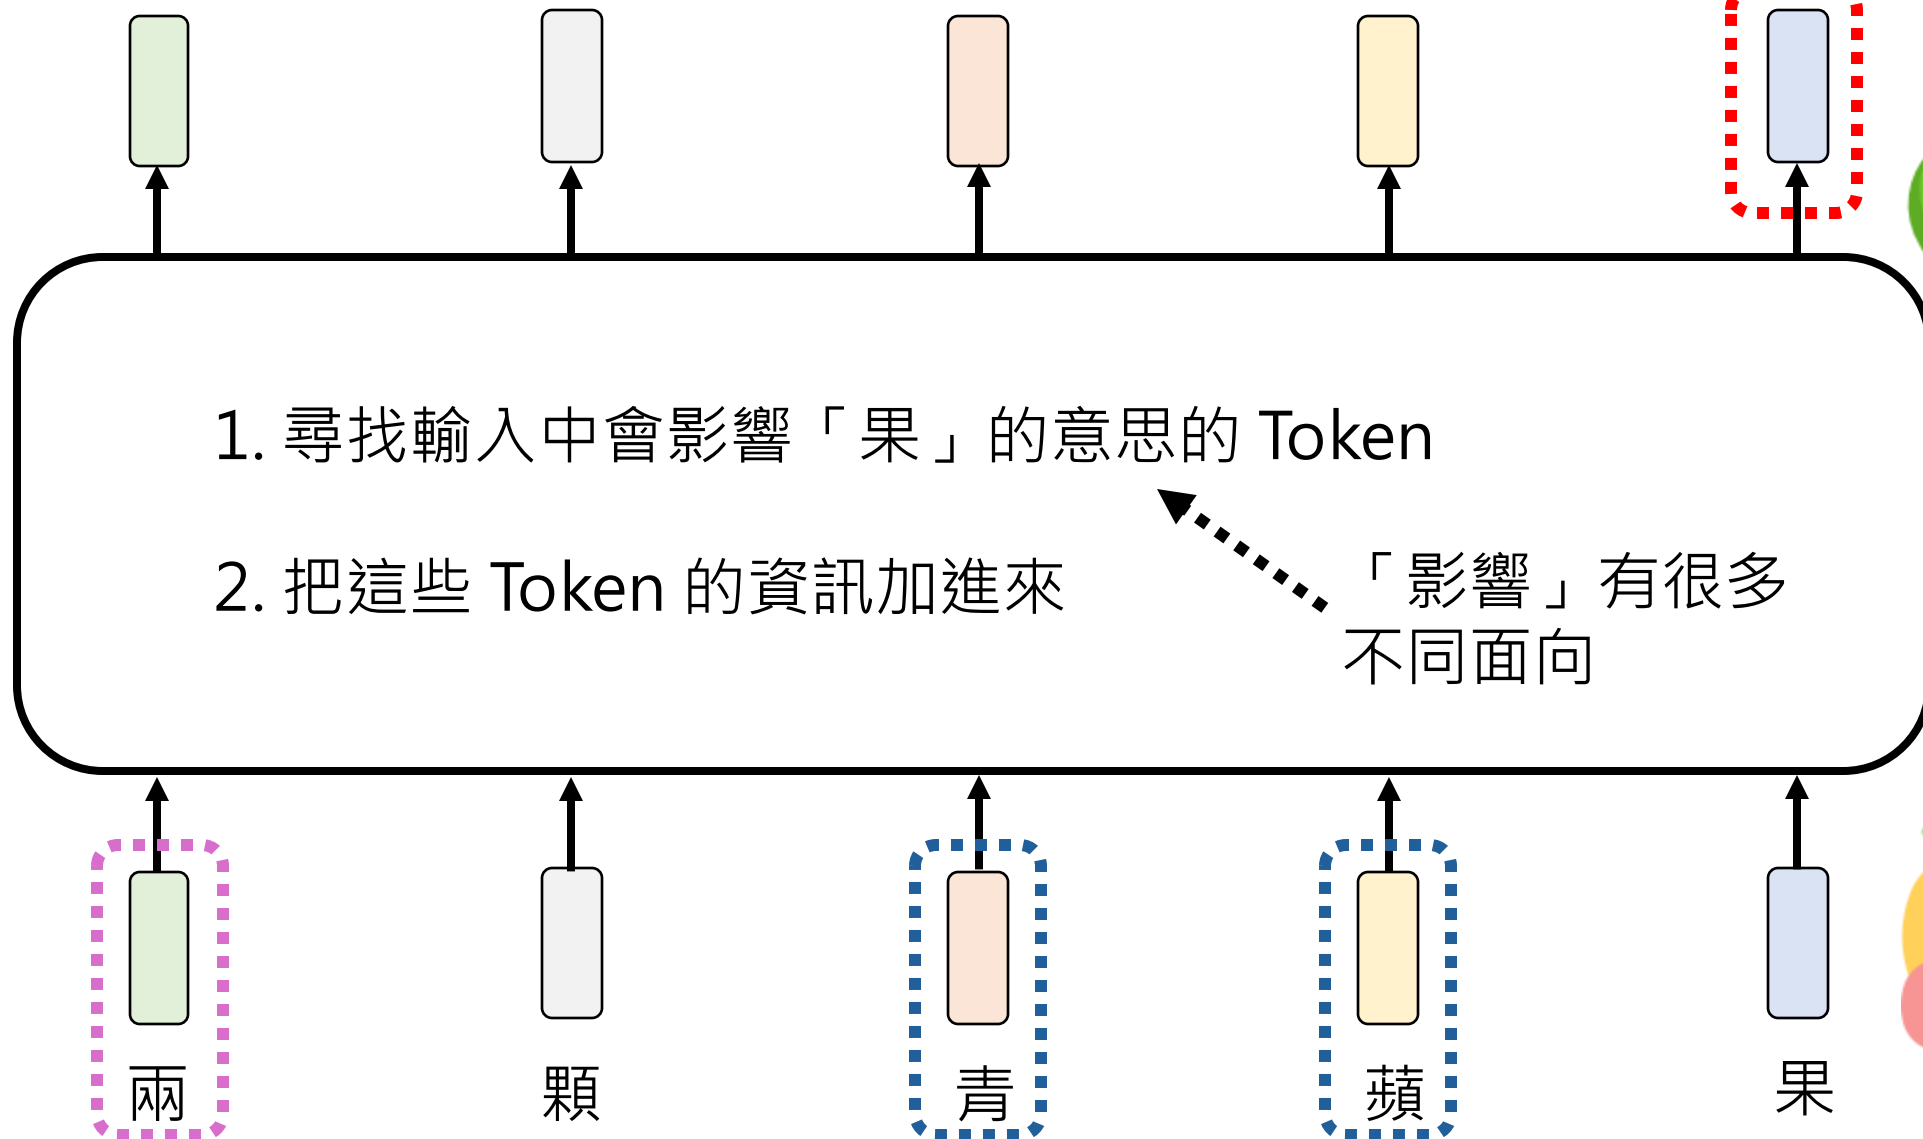 1. 尋找輸入中會影響「果」的意思的 Token
2. 把這些 Token 的資訊加進來
「影響」有很多
不同面向
兩 顆 青 蘋 果